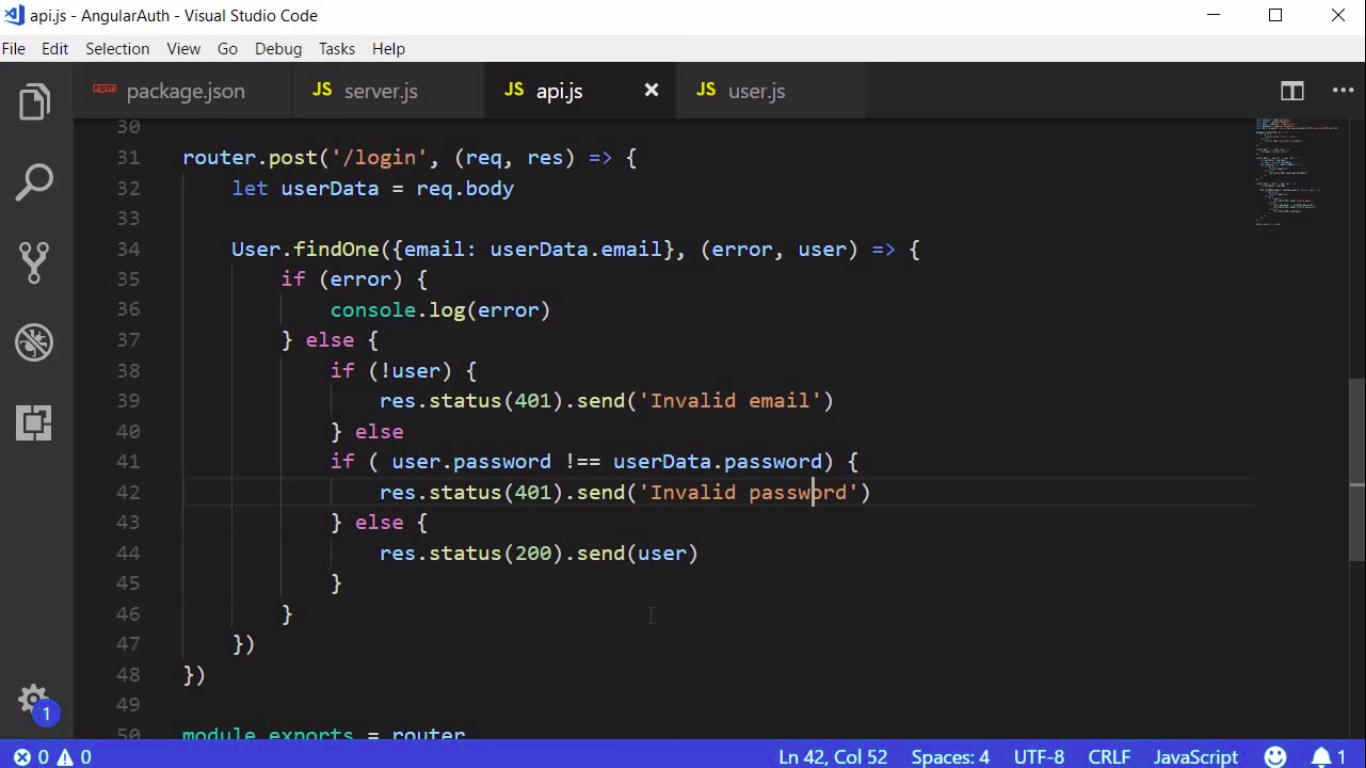 api.js - AngularAuth - Visual Studio Code
File Edit Selection View Go Debug Tasks Help
npm package.json JS server.js JS api.js JS user.js
30
31 router.post('/login', (req, res) => {
32 let userData = req.body
33
34 User.findOne({email: userData.email}, (error, user) => {
35 if (error) {
36 console.log(error)
37 } else {
38 if (!user) {
39 res.status(401).send('Invalid email')
40 } else
41 if ( user.password !== userData.password) {
42 res.status(401).send('Invalid password')
43 } else {
44 res.status(200).send(user)
45 }
46 }
47 })
48 })
49
50 module.exports = router
1
0 0 Ln 42, Col 52 Spaces: 4 UTF-8 CRLF JavaScript 1